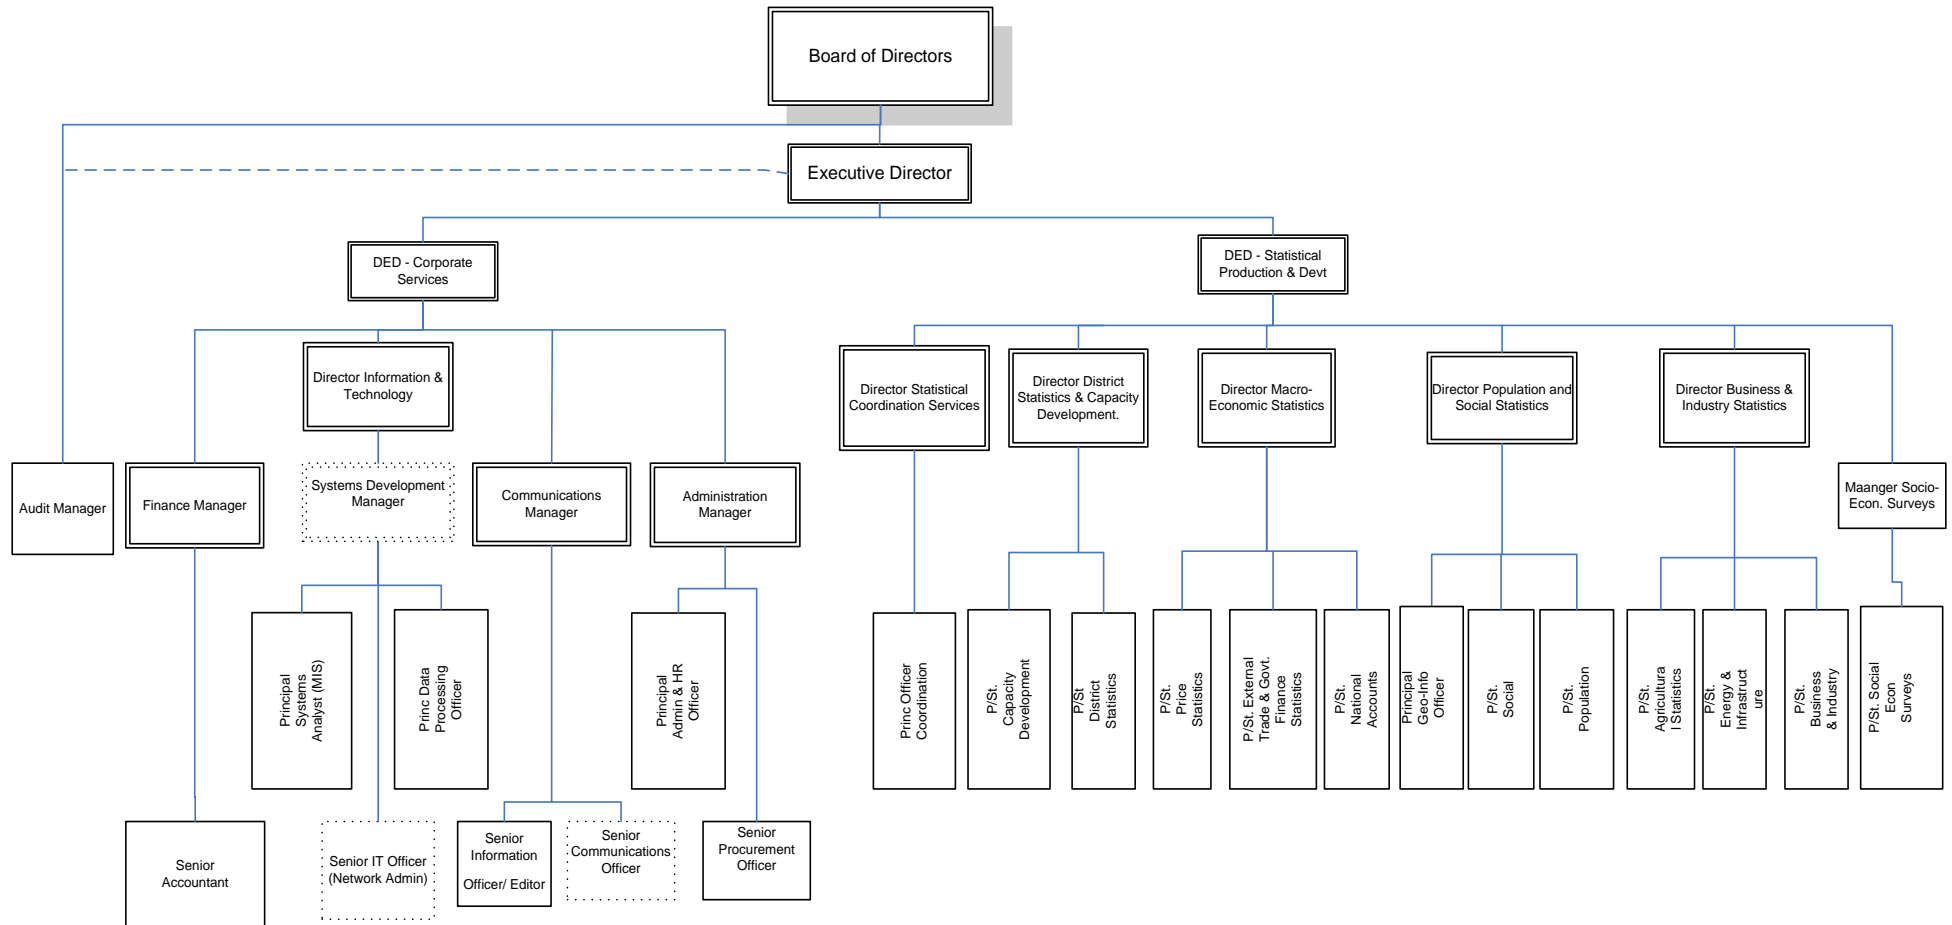 Board of Directors
Executive Director
DED - Corporate
Services
DED - Statistical
Production & Devt
Director Information &
Technology
Director Statistical
Coordination Services
Director District
Statistics & Capacity
Development.
Director Macro-
Economic Statistics
Director Population and
Social Statistics
Director Business &
Industry Statistics
Audit Manager
Finance Manager
Systems Development
Manager
Communications
Manager
Administration
Manager
Maanger Socio-
Econ. Surveys
Principal
Systems
Analyst (MIS)
Princ Data
Processing
Officer
Principal
Admin & HR
Officer
Princ Officer
Coordination
P/St.
Capacity
Development
P/St
District
Statistics
P/St.
Price
Statistics
P/St. External
Trade & Govt.
Finance
Statistics
P/St.
National
Accounts
Principal
Geo-Info
Officer
P/St.
Social
P/St.
Population
P/St.
Agricultura
l Statistics
P/St.
Energy &
Infrastruct
ure
P/St.
Business
& Industry
P/St. Social
Econ
Surveys
Senior
Accountant
Senior IT Officer
(Network Admin)
Senior
Information
Officer/ Editor
Senior
Communications
Officer
Senior
Procurement
Officer